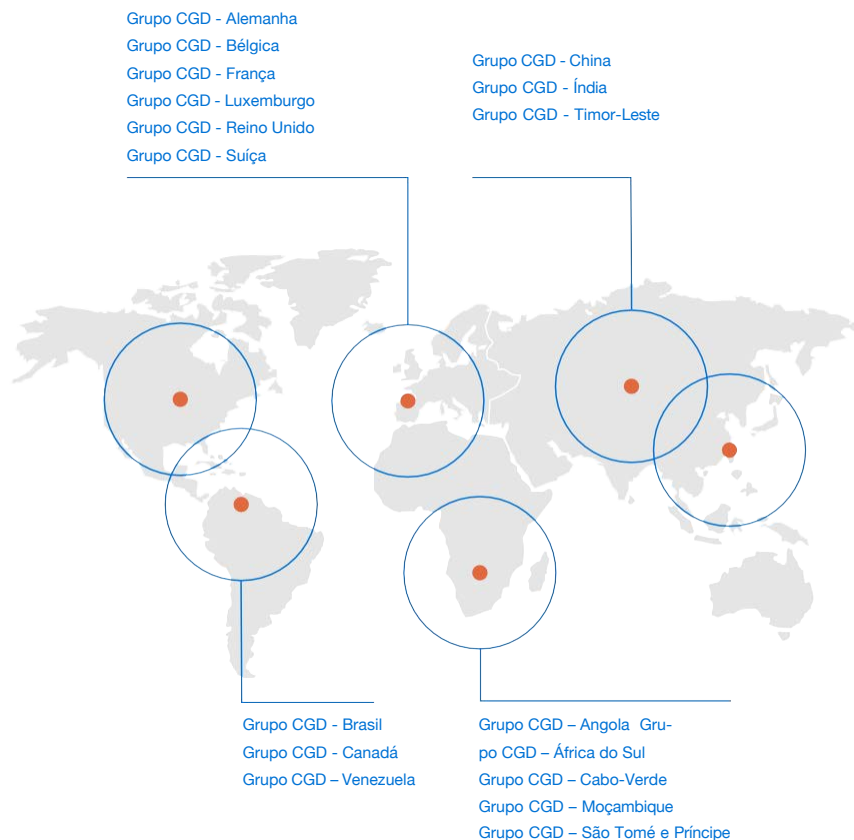 Grupo CGD - Alemanha
Grupo CGD - Bélgica
Grupo CGD - França
Grupo CGD - Luxemburgo
Grupo CGD - Reino Unido
Grupo CGD - Suíça
Grupo CGD - China
Grupo CGD - Índia
Grupo CGD - Timor-Leste
Grupo CGD - Brasil
Grupo CGD - Canadá
Grupo CGD – Venezuela
Grupo CGD – Angola Gru-
po CGD – África do Sul
Grupo CGD – Cabo-Verde
Grupo CGD – Moçambique
Grupo CGD – São Tomé e Príncipe